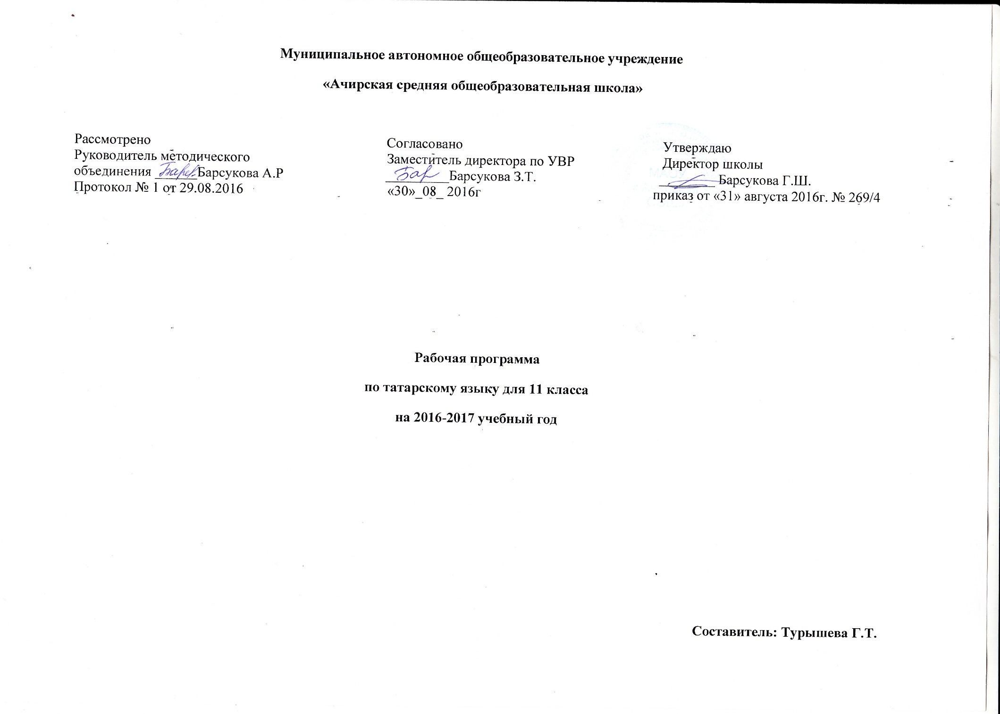 Муниципальное автономное общеобразовательное учреждение
«Ачирская средняя общеобразовательная школа»
Рассмотрено
Руководитель методического
объединения ______Барсукова А.Р
Протокол № 1 от 29.08.2016
Согласовано
Заместитель директора по УВР
_________Барсукова З.Т.
«30»_08_ 2016г
Утверждаю
Директор школы
________Барсукова Г.Ш.
приказ от «31» августа 2016г. № 269/4
Рабочая программа
по татарскому языку для 11 класса
на 2016-2017 учебный год
Составитель: Турышева Г.Т.